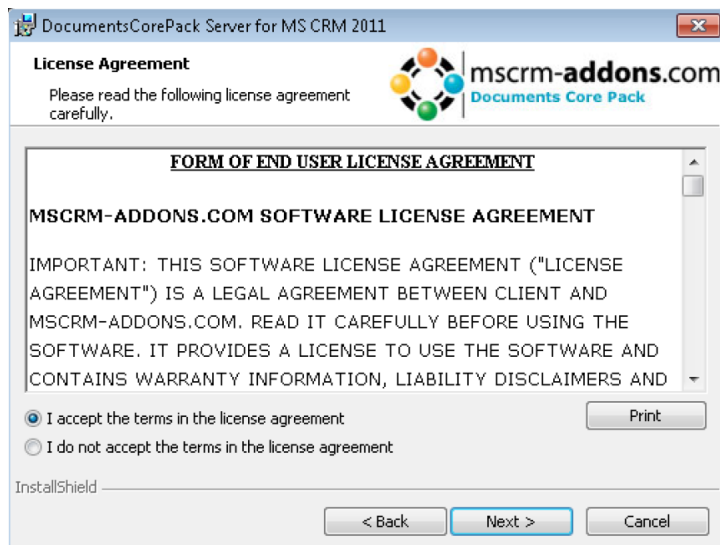 DocumentsCorePack Server for MS CRM 2011
License Agreement
Please read the following license agreement
carefully.
mscrm-addons.com
Documents Core Pack
FORM OF END USER LICENSE AGREEMENT
MSCRM-ADDONS.COM SOFTWARE LICENSE AGREEMENT
IMPORTANT: THIS SOFTWARE LICENSE AGREEMENT ("LICENSE
AGREEMENT") IS A LEGAL AGREEMENT BETWEEN CLIENT AND
MSCRM-ADDONS.COM. READ IT CAREFULLY BEFORE USING THE
SOFTWARE. IT PROVIDES A LICENSE TO USE THE SOFTWARE AND
CONTAINS WARRANTY INFORMATION, LIABILITY DISCLAIMERS AND
I accept the terms in the license agreement
Print
I do not accept the terms in the license agreement
InstallShield
< Back
Next >
Cancel